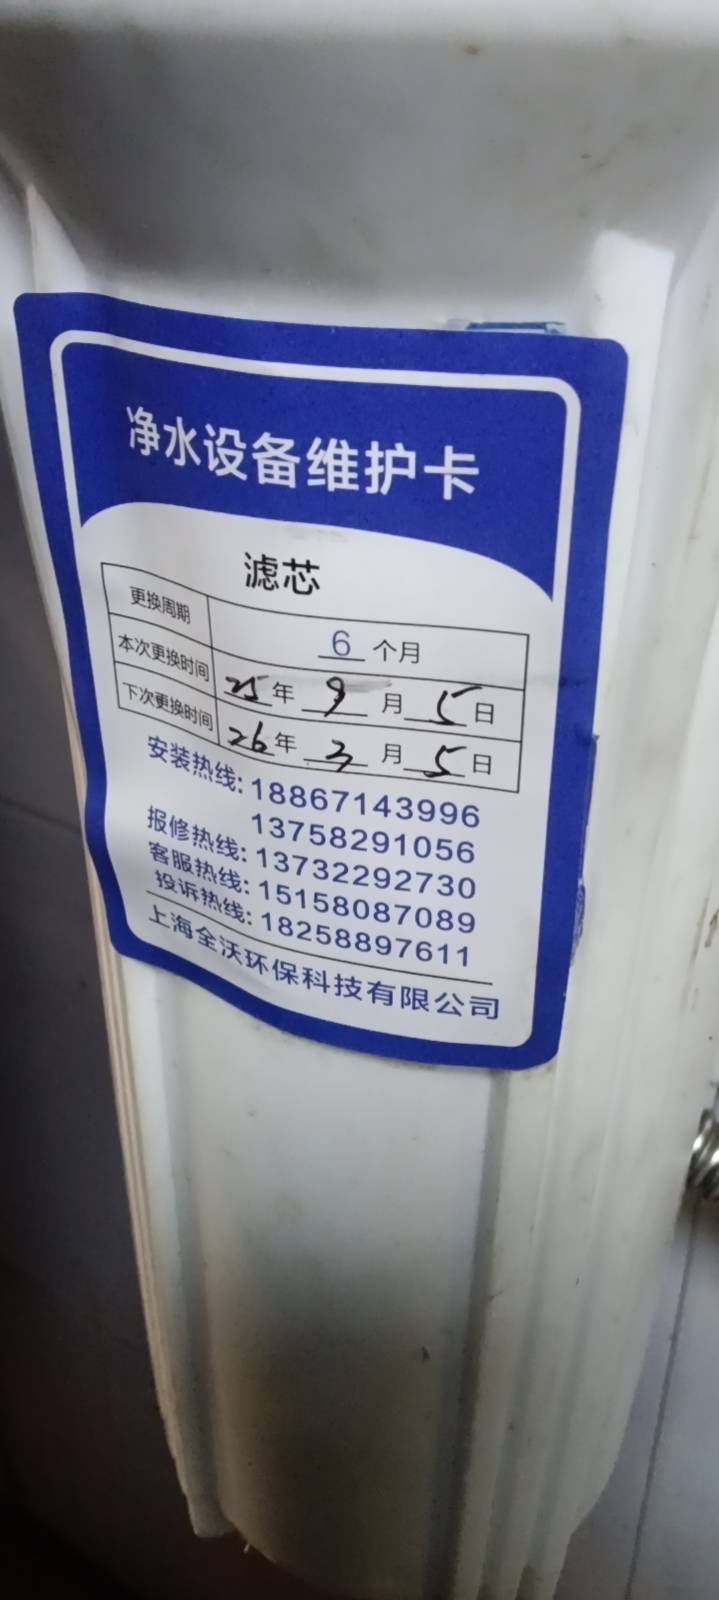 净水设备维护卡
滤芯
更换周期 6 个月
本次更换时间 25 年 9 月 5 日
下次更换时间 26 年 3 月 5 日
安装热线: 18867143996
13758291056
报修热线: 13732292730
客服热线: 15158087089
投诉热线: 18258897611
上海全沃环保科技有限公司